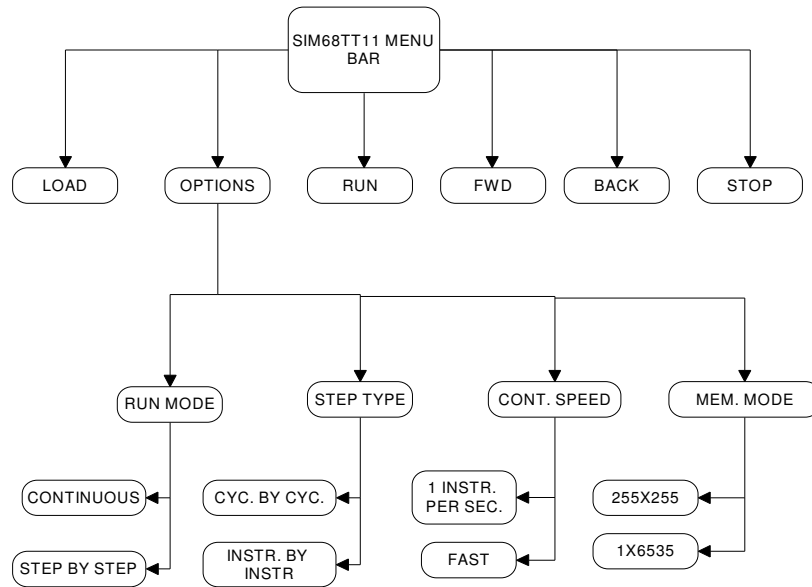 SIM68TT11 MENU
BAR
LOAD
OPTIONS
RUN
FWD
BACK
STOP
RUN MODE
STEP TYPE
CONT. SPEED
MEM. MODE
CONTINUOUS
CYC. BY CYC.
1 INSTR.
PER SEC.
255X255
STEP BY STEP
INSTR. BY
INSTR
FAST
1X6535